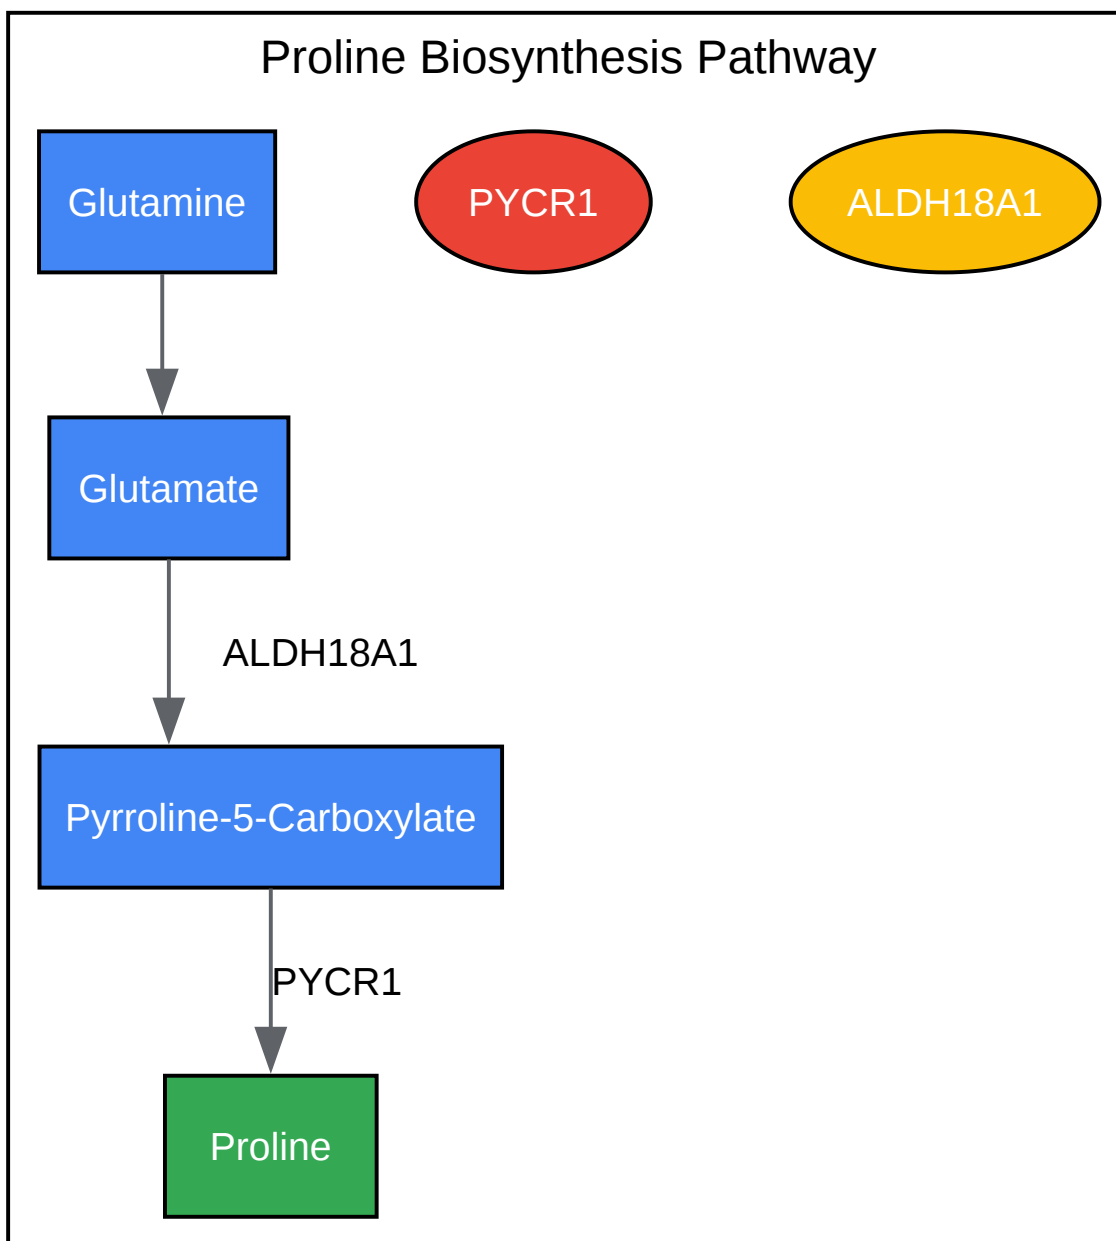 Proline Biosynthesis Pathway
Glutamine
PYCR1
ALDH18A1
Glutamate
ALDH18A1
Pyrroline-5-Carboxylate
PYCR1
Proline